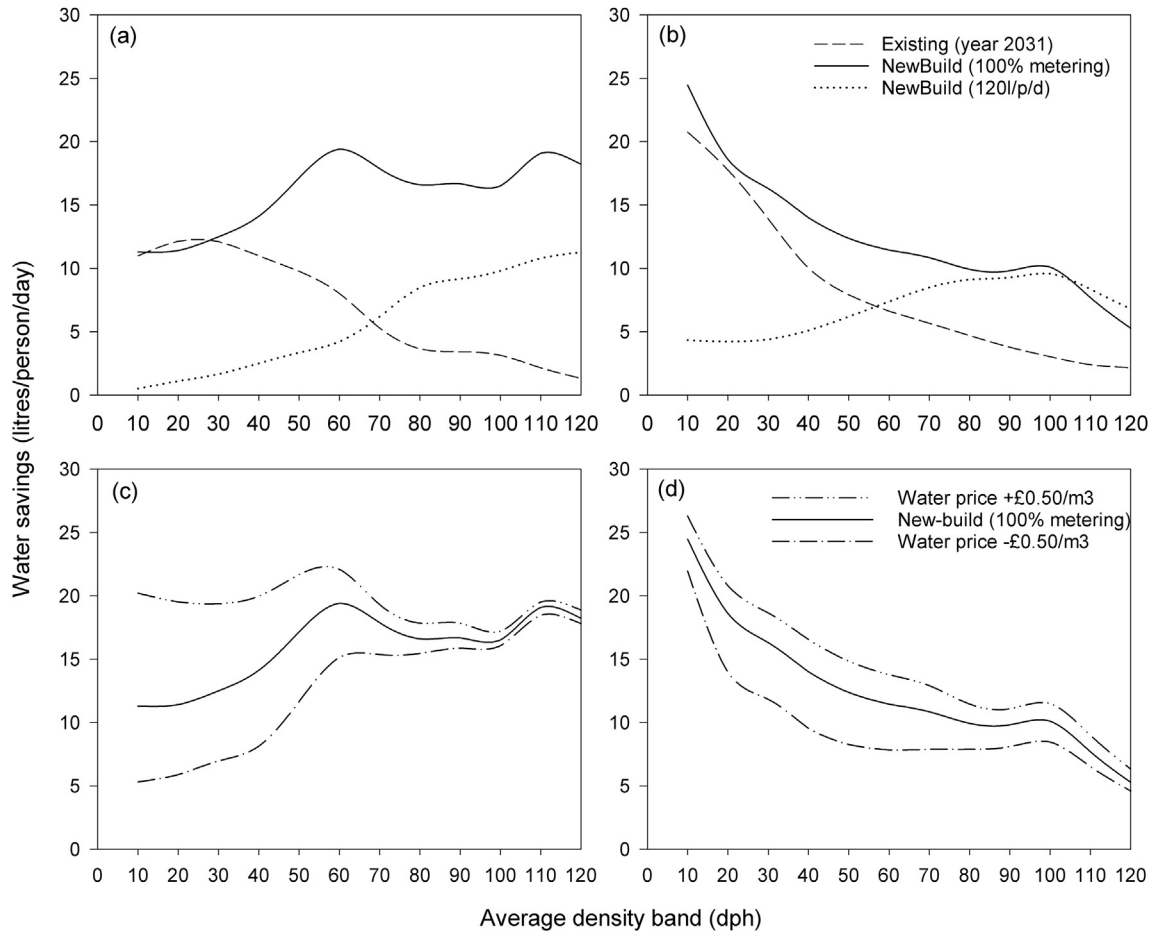 Water savings (litres/person/day)
(a)
30
25
20
15
10
5
0
0 10 20 30 40 50 60 70 80 90 100 110 120
(b)
Existing (year 2031)
NewBuild (100% metering)
NewBuild (120l/p/d)
30
25
20
15
10
5
0
0 10 20 30 40 50 60 70 80 90 100 110 120
(c)
30
25
20
15
10
5
0
0 10 20 30 40 50 60 70 80 90 100 110 120
(d)
Water price +£0.50/m3
New-build (100% metering)
Water price -£0.50/m3
30
25
20
15
10
5
0
0 10 20 30 40 50 60 70 80 90 100 110 120
Average density band (dph)